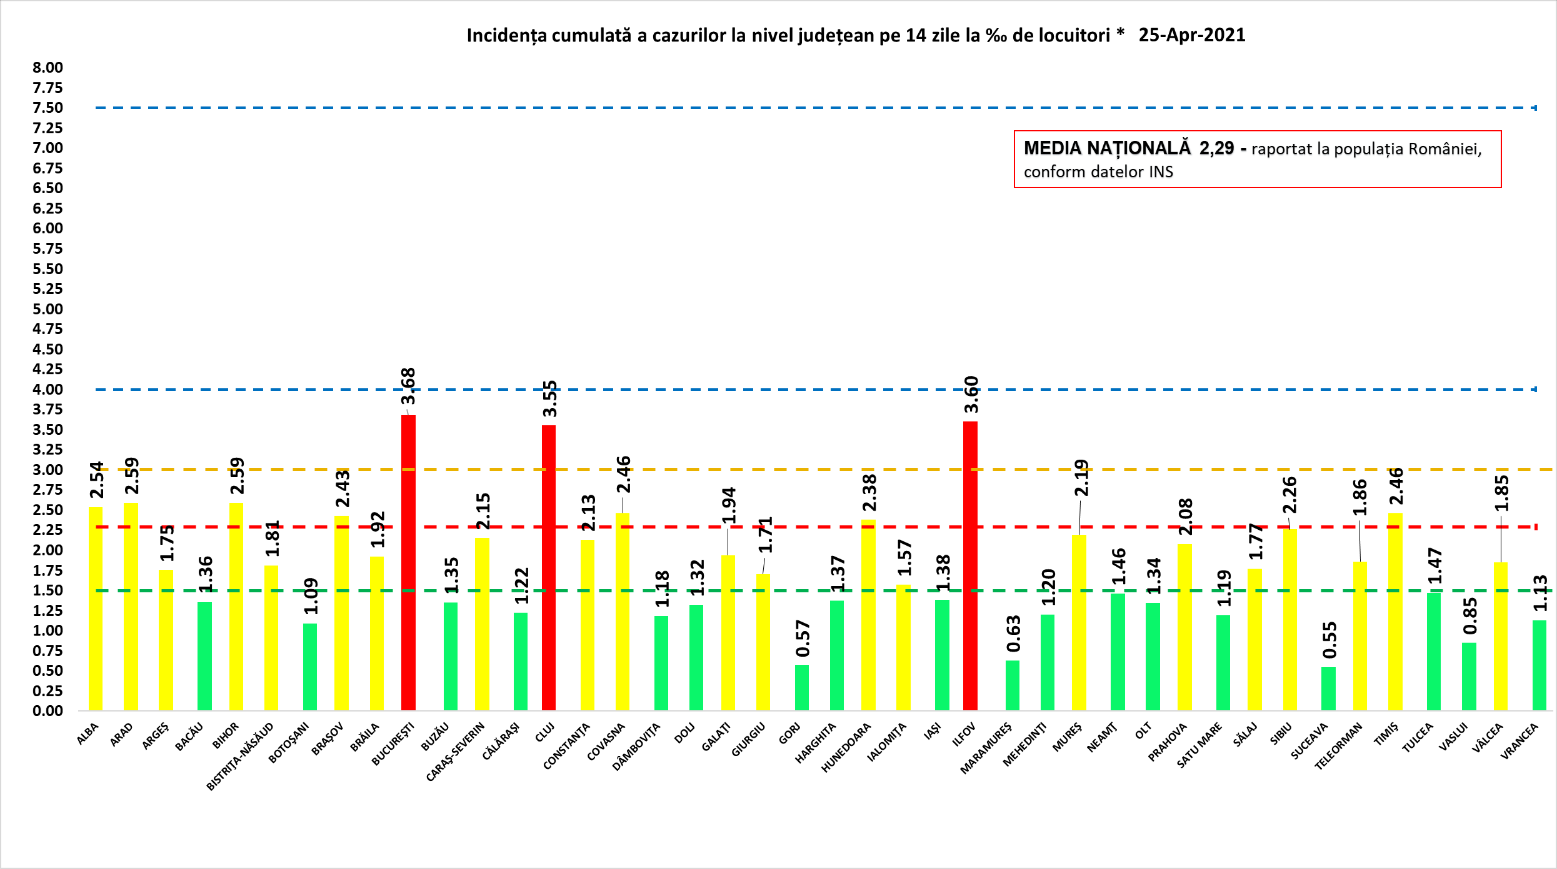 Incidența cumulată a cazurilor la nivel județean pe 14 zile la ‰ de locuitori * 25-Apr-2021
8.00
7.75
7.50
7.25
7.00
6.75
6.50
6.25
6.00
5.75
5.50
5.25
5.00
4.75
4.50
4.25
4.00
3.75
3.50
3.25
3.00
2.75
2.50
2.25
2.00
1.75
1.50
1.25
1.00
0.75
0.50
0.25
0.00
MEDIA NAȚIONALĂ 2,29 - raportat la populația României,
conform datelor INS
2.54
2.59
1.75
1.36
2.59
1.81
1.09
2.43
1.92
3.68
1.35
2.15
1.22
3.55
2.13
2.46
1.18
1.32
1.94
1.71
0.57
1.37
2.38
1.57
1.38
3.60
0.63
1.20
2.19
1.46
1.34
2.08
1.19
1.77
2.26
0.55
1.86
2.46
1.47
0.85
1.85
1.13
ALBA
ARAD
ARGEȘ
BACĂU
BIHOR
BISTRIȚA-NĂSĂUD
BOTOȘANI
BRAȘOV
BRĂILA
BUCUREȘTI
BUZĂU
CARAȘ-SEVERIN
CĂLĂRAȘI
CLUJ
CONSTANȚA
COVASNA
DÂMBOVIȚA
DOLJ
GALAȚI
GIURGIU
GORJ
HARGHITA
HUNEDOARA
IALOMIȚA
IAȘI
ILFOV
MARAMUREȘ
MEHEDINȚI
MUREȘ
NEAMȚ
OLT
PRAHOVA
SATU MARE
SĂLAJ
SIBIU
SUCEAVA
TELEORMAN
TIMIȘ
TULCEA
VASLUI
VÂLCEA
VRANCEA